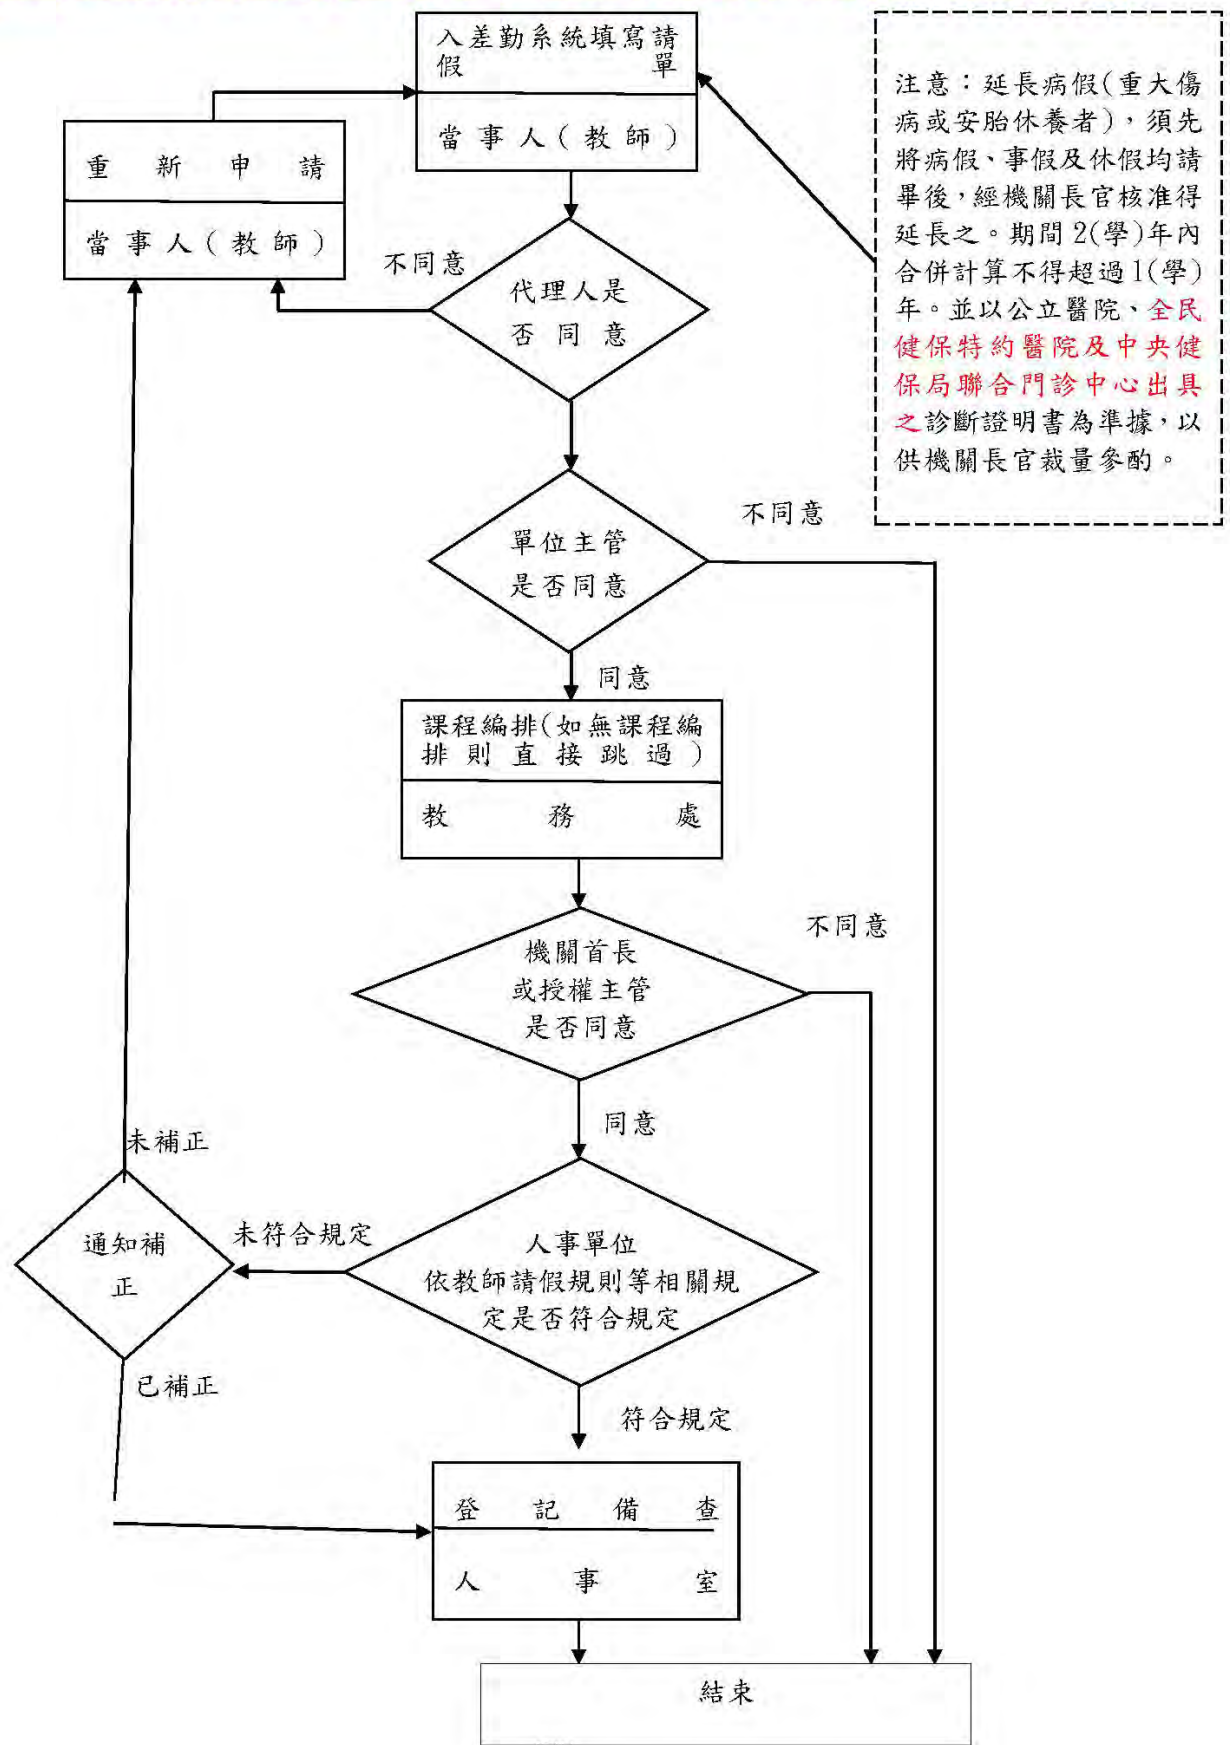 入差勤系統填寫請
假單
當事人(教師)
重新申請
當事人(教師)
注意：延長病假(重大傷
病或安胎休養者)，須先
將病假、事假及休假均請
畢後，經機關長官核准得
延長之。期間2(學)年內
合併計算不得超過1(學)
年。並以公立醫院、全民
健保特約醫院及中央健
保局聯合門診中心出具
之診斷證明書為準據，以
供機關長官裁量參酌。
不同意
代理人是
否同意
不同意
單位主管
是否同意
同意
課程編排(如無課程編
排則直接跳過)
教務處
不同意
機關首長
或授權主管
是否同意
同意
未補正
通知補
正
未符合規定
人事單位
依教師請假規則等相關規
定是否符合規定
已補正
符合規定
登記備查
人事室
結束